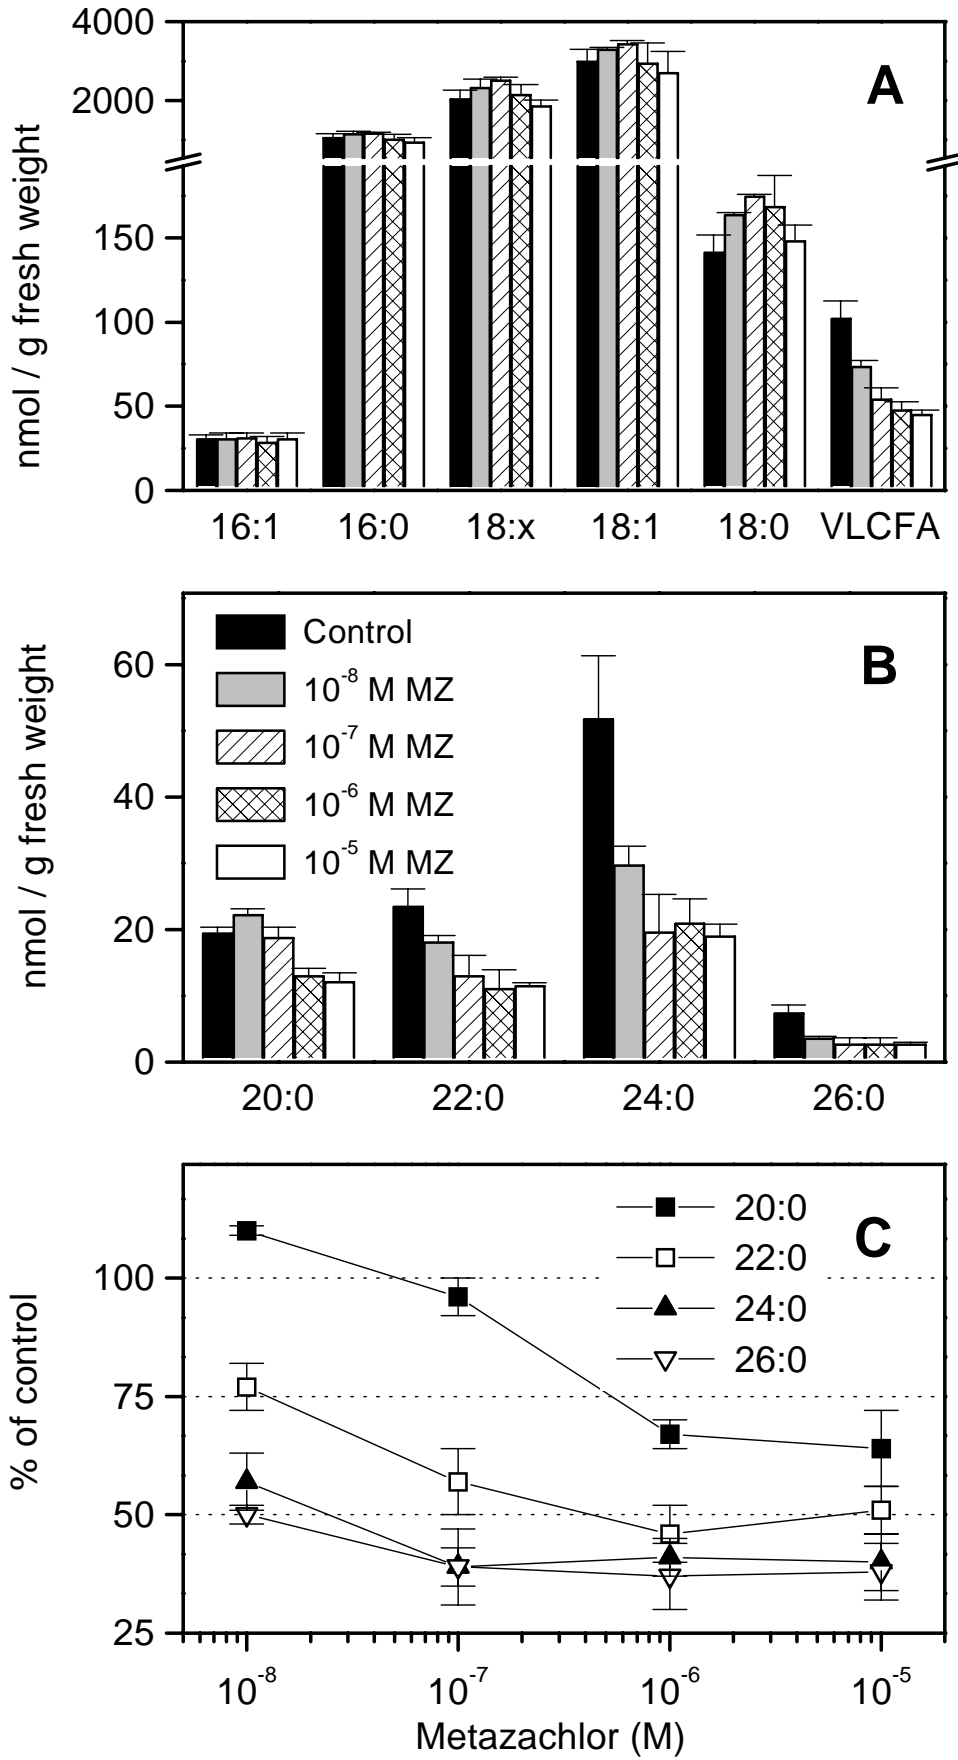 4000
2000
150
100
50
0
nmol / g fresh weight
A
16:1 16:0 18:x 18:1 18:0 VLCFA
60
40
20
0
nmol / g fresh weight
B
Control
10⁻⁸ M MZ
10⁻⁷ M MZ
10⁻⁶ M MZ
10⁻⁵ M MZ
20:0 22:0 24:0 26:0
100
75
50
25
% of control
C
20:0
22:0
24:0
26:0
10⁻⁸ 10⁻⁷ 10⁻⁶ 10⁻⁵
Metazachlor (M)